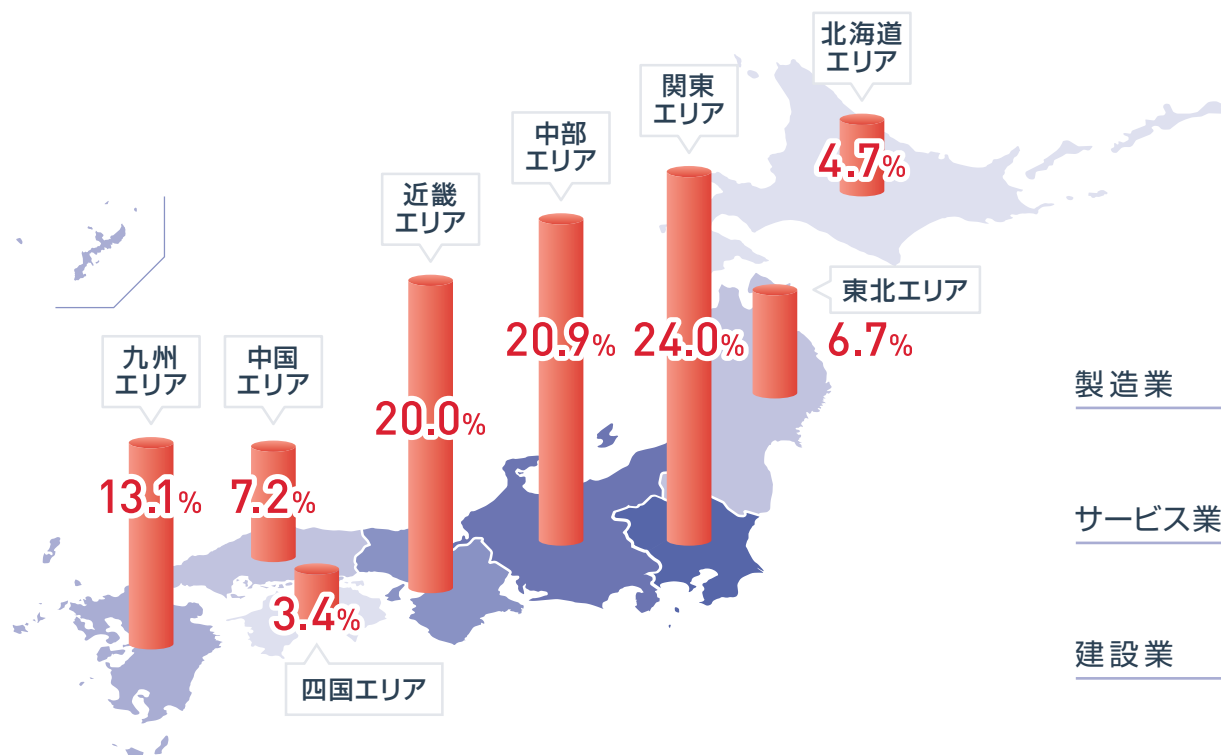 北海道
エリア
4.7%
関東
エリア
24.0%
中部
エリア
20.9%
近畿
エリア
20.0%
東北エリア
6.7%
九州
エリア
13.1%
中国
エリア
7.2%
3.4%
四国エリア
製造業
サービス業
建設業